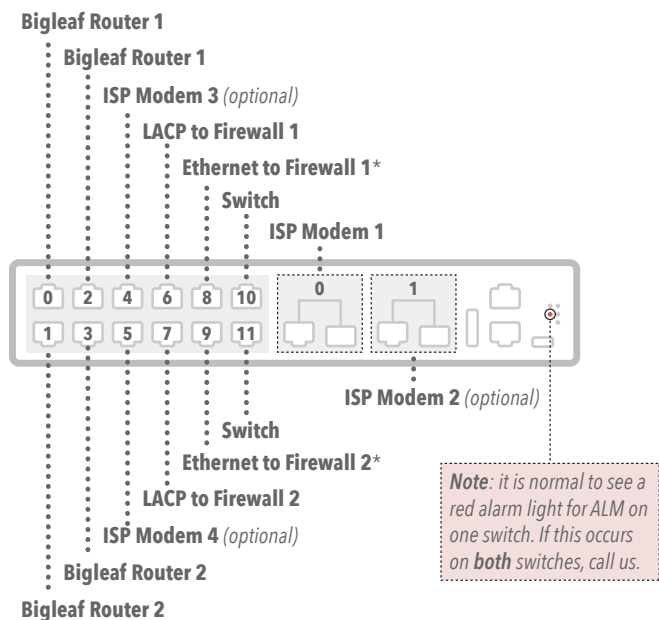 Bigleaf Router 1
Bigleaf Router 1
ISP Modem 3 (optional)
LACP to Firewall 1
Ethernet to Firewall 1*
Switch
ISP Modem 1
0 2 4 6 8 10 0 1
1 3 5 7 9 11
ISP Modem 2 (optional)
Switch
Ethernet to Firewall 2*
LACP to Firewall 2
ISP Modem 4 (optional)
Bigleaf Router 2
Bigleaf Router 2
Note: it is normal to see a
red alarm light for ALM on
one switch. If this occurs
on both switches, call us.